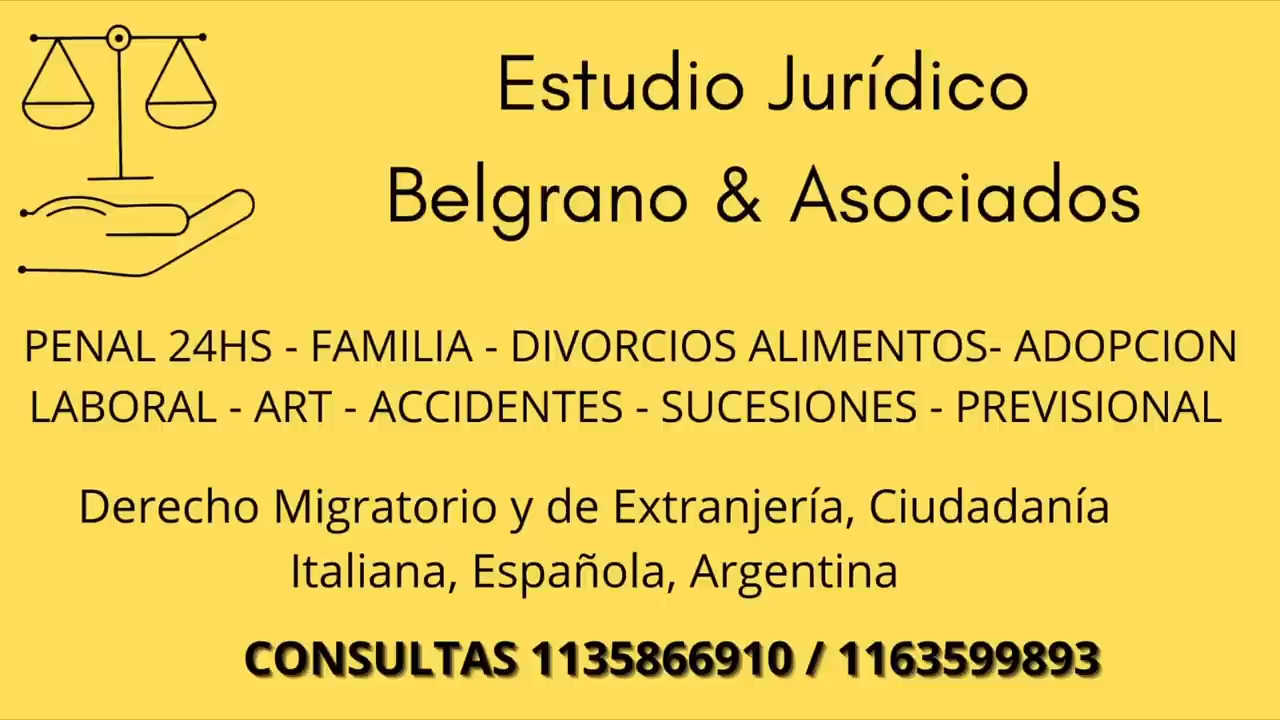 Estudio Jurídico
Belgrano & Asociados
PENAL 24HS - FAMILIA - DIVORCIOS ALIMENTOS- ADOPCION
LABORAL - ART - ACCIDENTES - SUCESIONES - PREVISIONAL
Derecho Migratorio y de Extranjería, Ciudadanía
Italiana, Española, Argentina
CONSULTAS 1135866910 / 1163599893